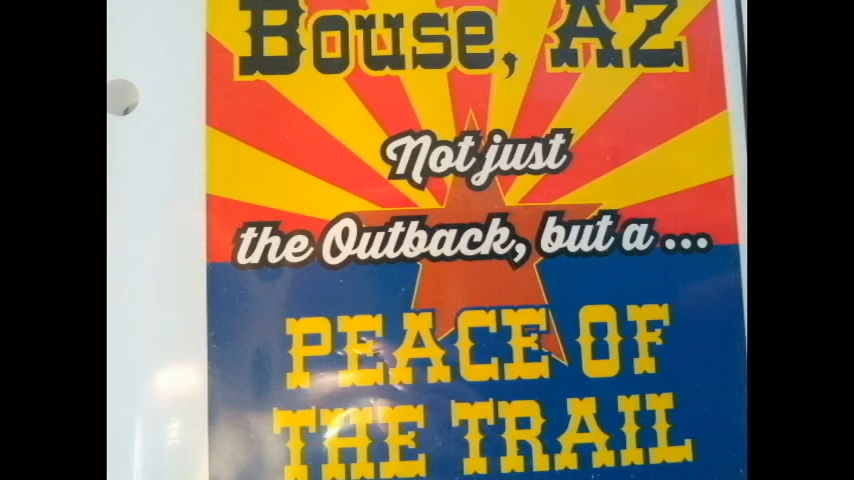 Bouse, AZ
Not just
the Outback, but a ...
PEACE OF
THE TRAIL